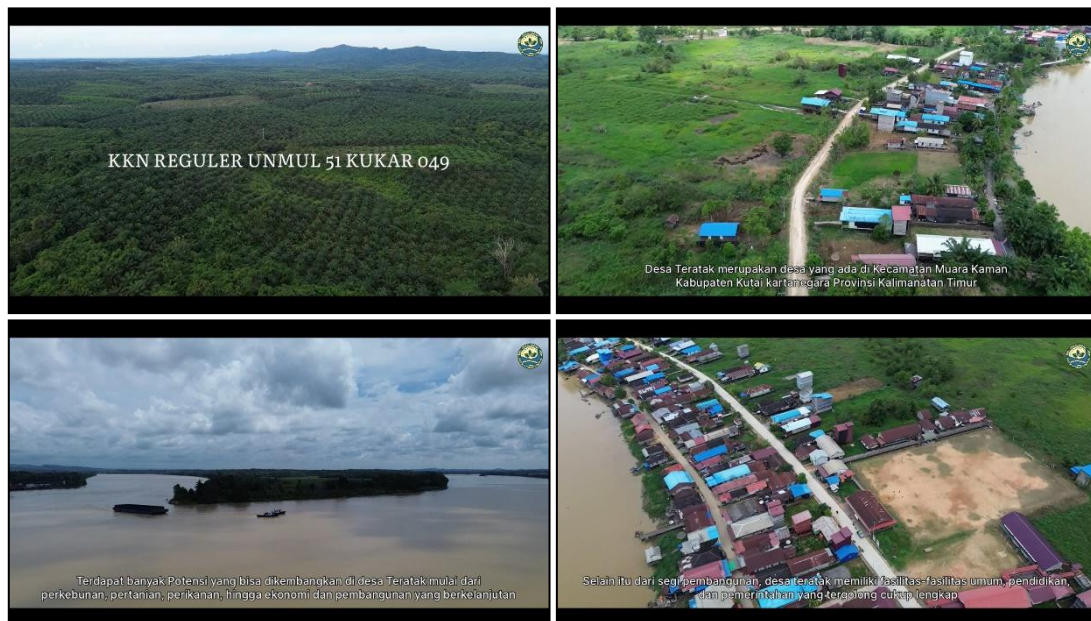 KKN REGULER UNMUL 51 KUKAR 049
Desa Teratak merupakan desa yang ada di Kecamatan Muara Kaman
Kabupaten Kutai kartanegara Provinsi Kalimanatan Timur
Terdapat banyak Potensi yang bisa dikembangkan di desa Teratak mulai dari
perkebunan, pertanian, perikanan, hingga ekonomi dan pembangunan yang berkelanjutan
Selain itu dari segi pembangunan, desa teratak memiliki fasilitas-fasilitas umum, pendidikan,
dan pemerintahan yang tergolong cukup lengkap